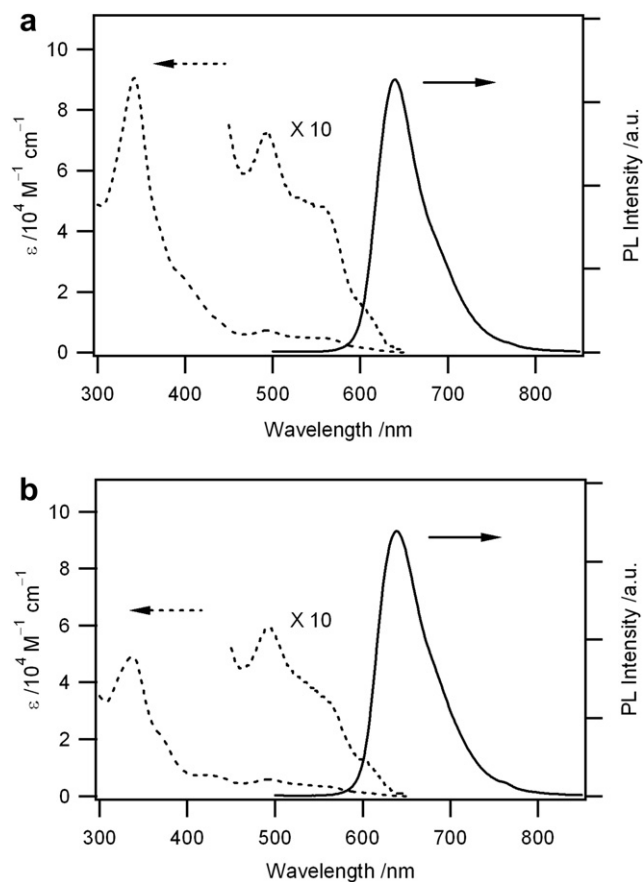 a
10
8
6
4
2
0
ε /10⁴ M⁻¹ cm⁻¹
X 10
PL Intensity /a.u.
300 400 500 600 700 800
Wavelength /nm
b
10
8
6
4
2
0
ε /10⁴ M⁻¹ cm⁻¹
X 10
PL Intensity /a.u.
300 400 500 600 700 800
Wavelength /nm